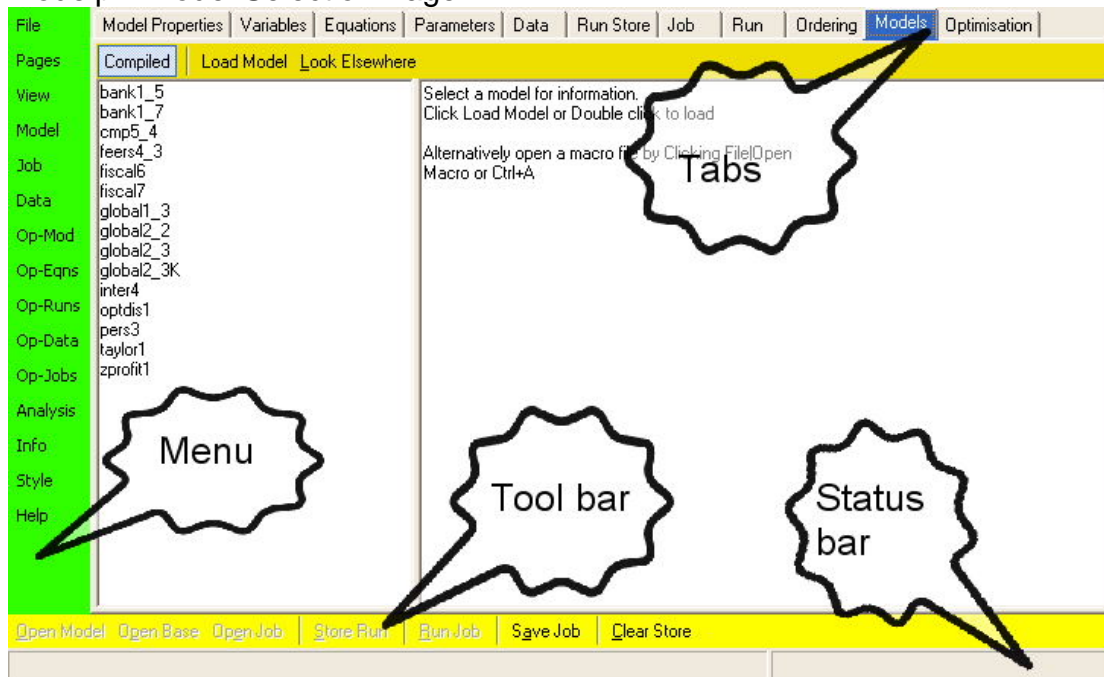 File
Model Properties Variables Equations Parameters Data Run Store Job Run Ordering Models Optimisation
Pages
Compiled Load Model Look Elsewhere
View
Model
Job
Data
Op-Mod
Op-Eqns
Op-Runs
Op-Data
Op-Jobs
Analysis
Info
Style
Help
bank1_5
bank1_7
cmp5_4
feers4_3
fiscal6
fiscal7
global1_3
global2_2
global2_3
global2_3K
inter4
optdis1
pers3
taylor1
zprofit1
Select a model for information.
Click Load Model or Double click to load
Alternatively open a macro file by Clicking File|Open
Macro or Ctrl+A
Tabs
Menu
Tool bar
Status
bar
Open Model Open Base Open Job Store Run Run Job Save Job Clear Store